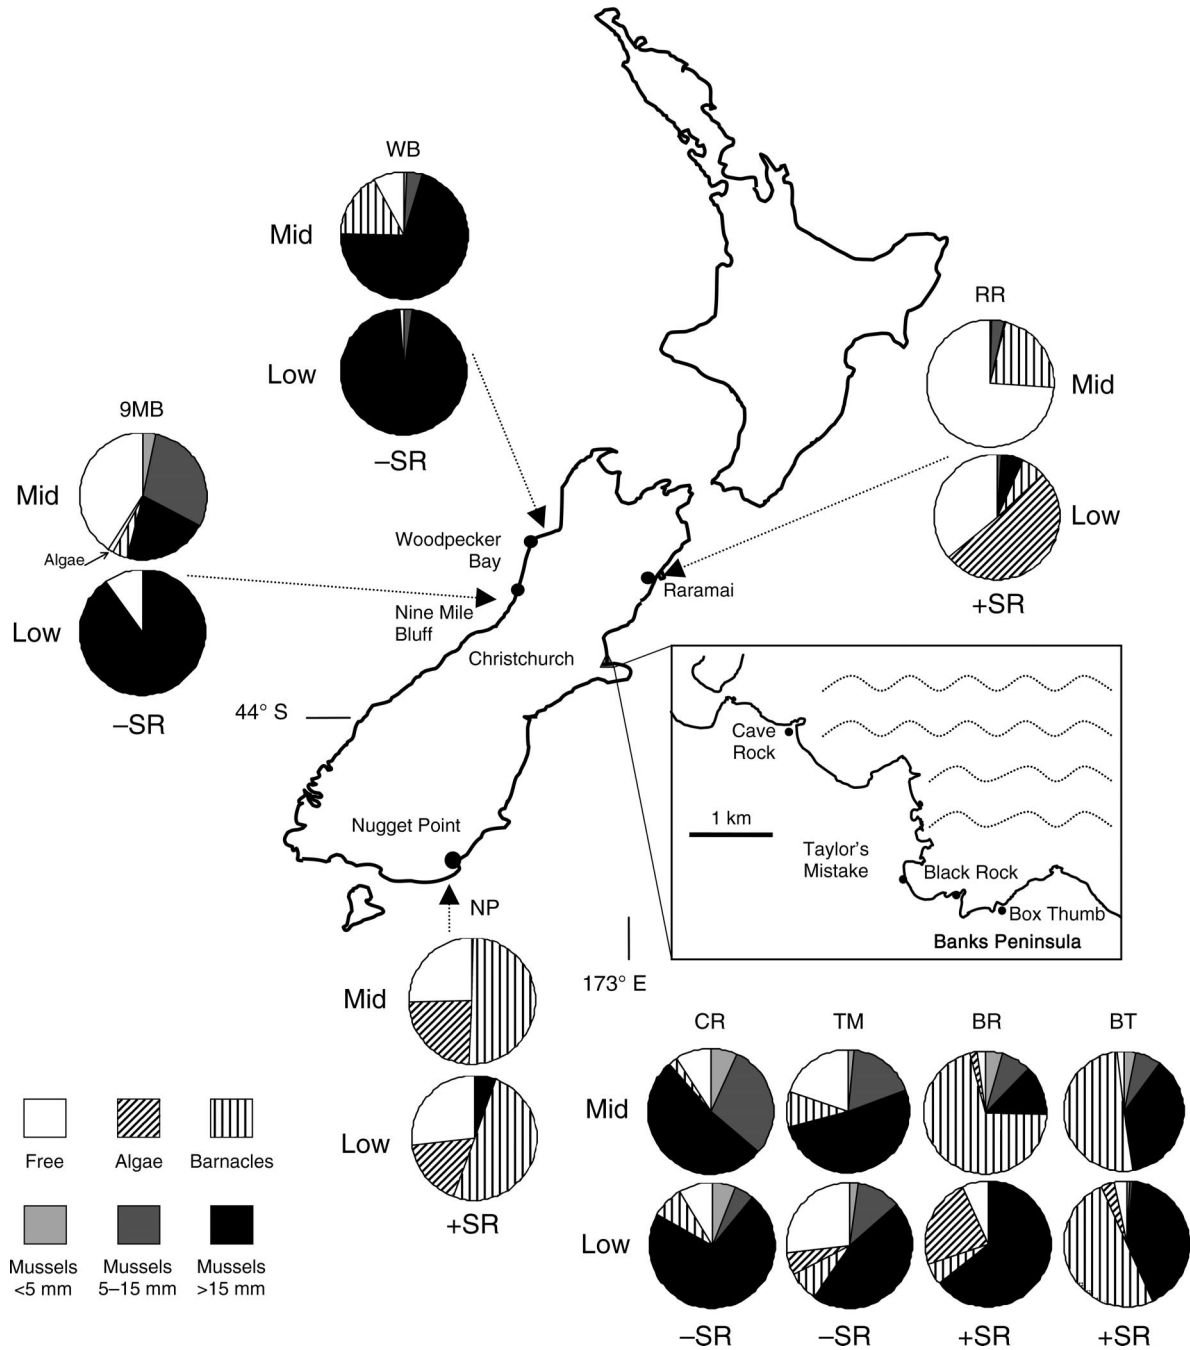 WB
Mid
Low
–SR
RR
Mid
Low
+SR
9MB
Mid
Algae
Low
–SR
Woodpecker
Bay
Nine Mile
Bluff
Raramai
Christchurch
44° S
Nugget Point
NP
173° E
Cave
Rock
1 km
Taylor's
Mistake
Black Rock
Box Thumb
Banks Peninsula
Mid
Low
+SR
CR
TM
BR
BT
Mid
Low
–SR
–SR
+SR
+SR
Free
Algae
Barnacles
Mussels
<5 mm
Mussels
5–15 mm
Mussels
>15 mm